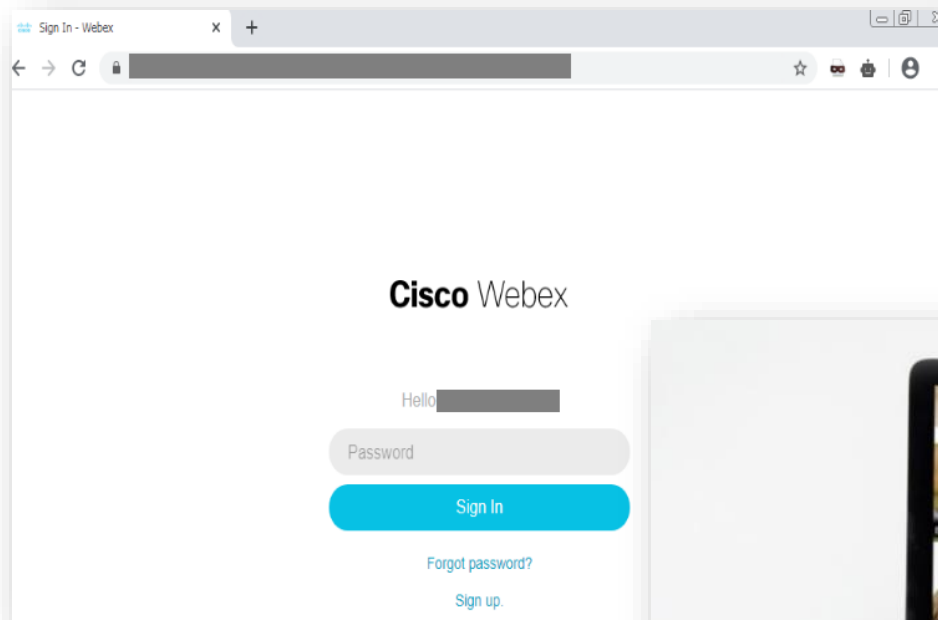 Sign In - Webex
Cisco Webex
Hello
Password
Sign In
Forgot password?
Sign up.